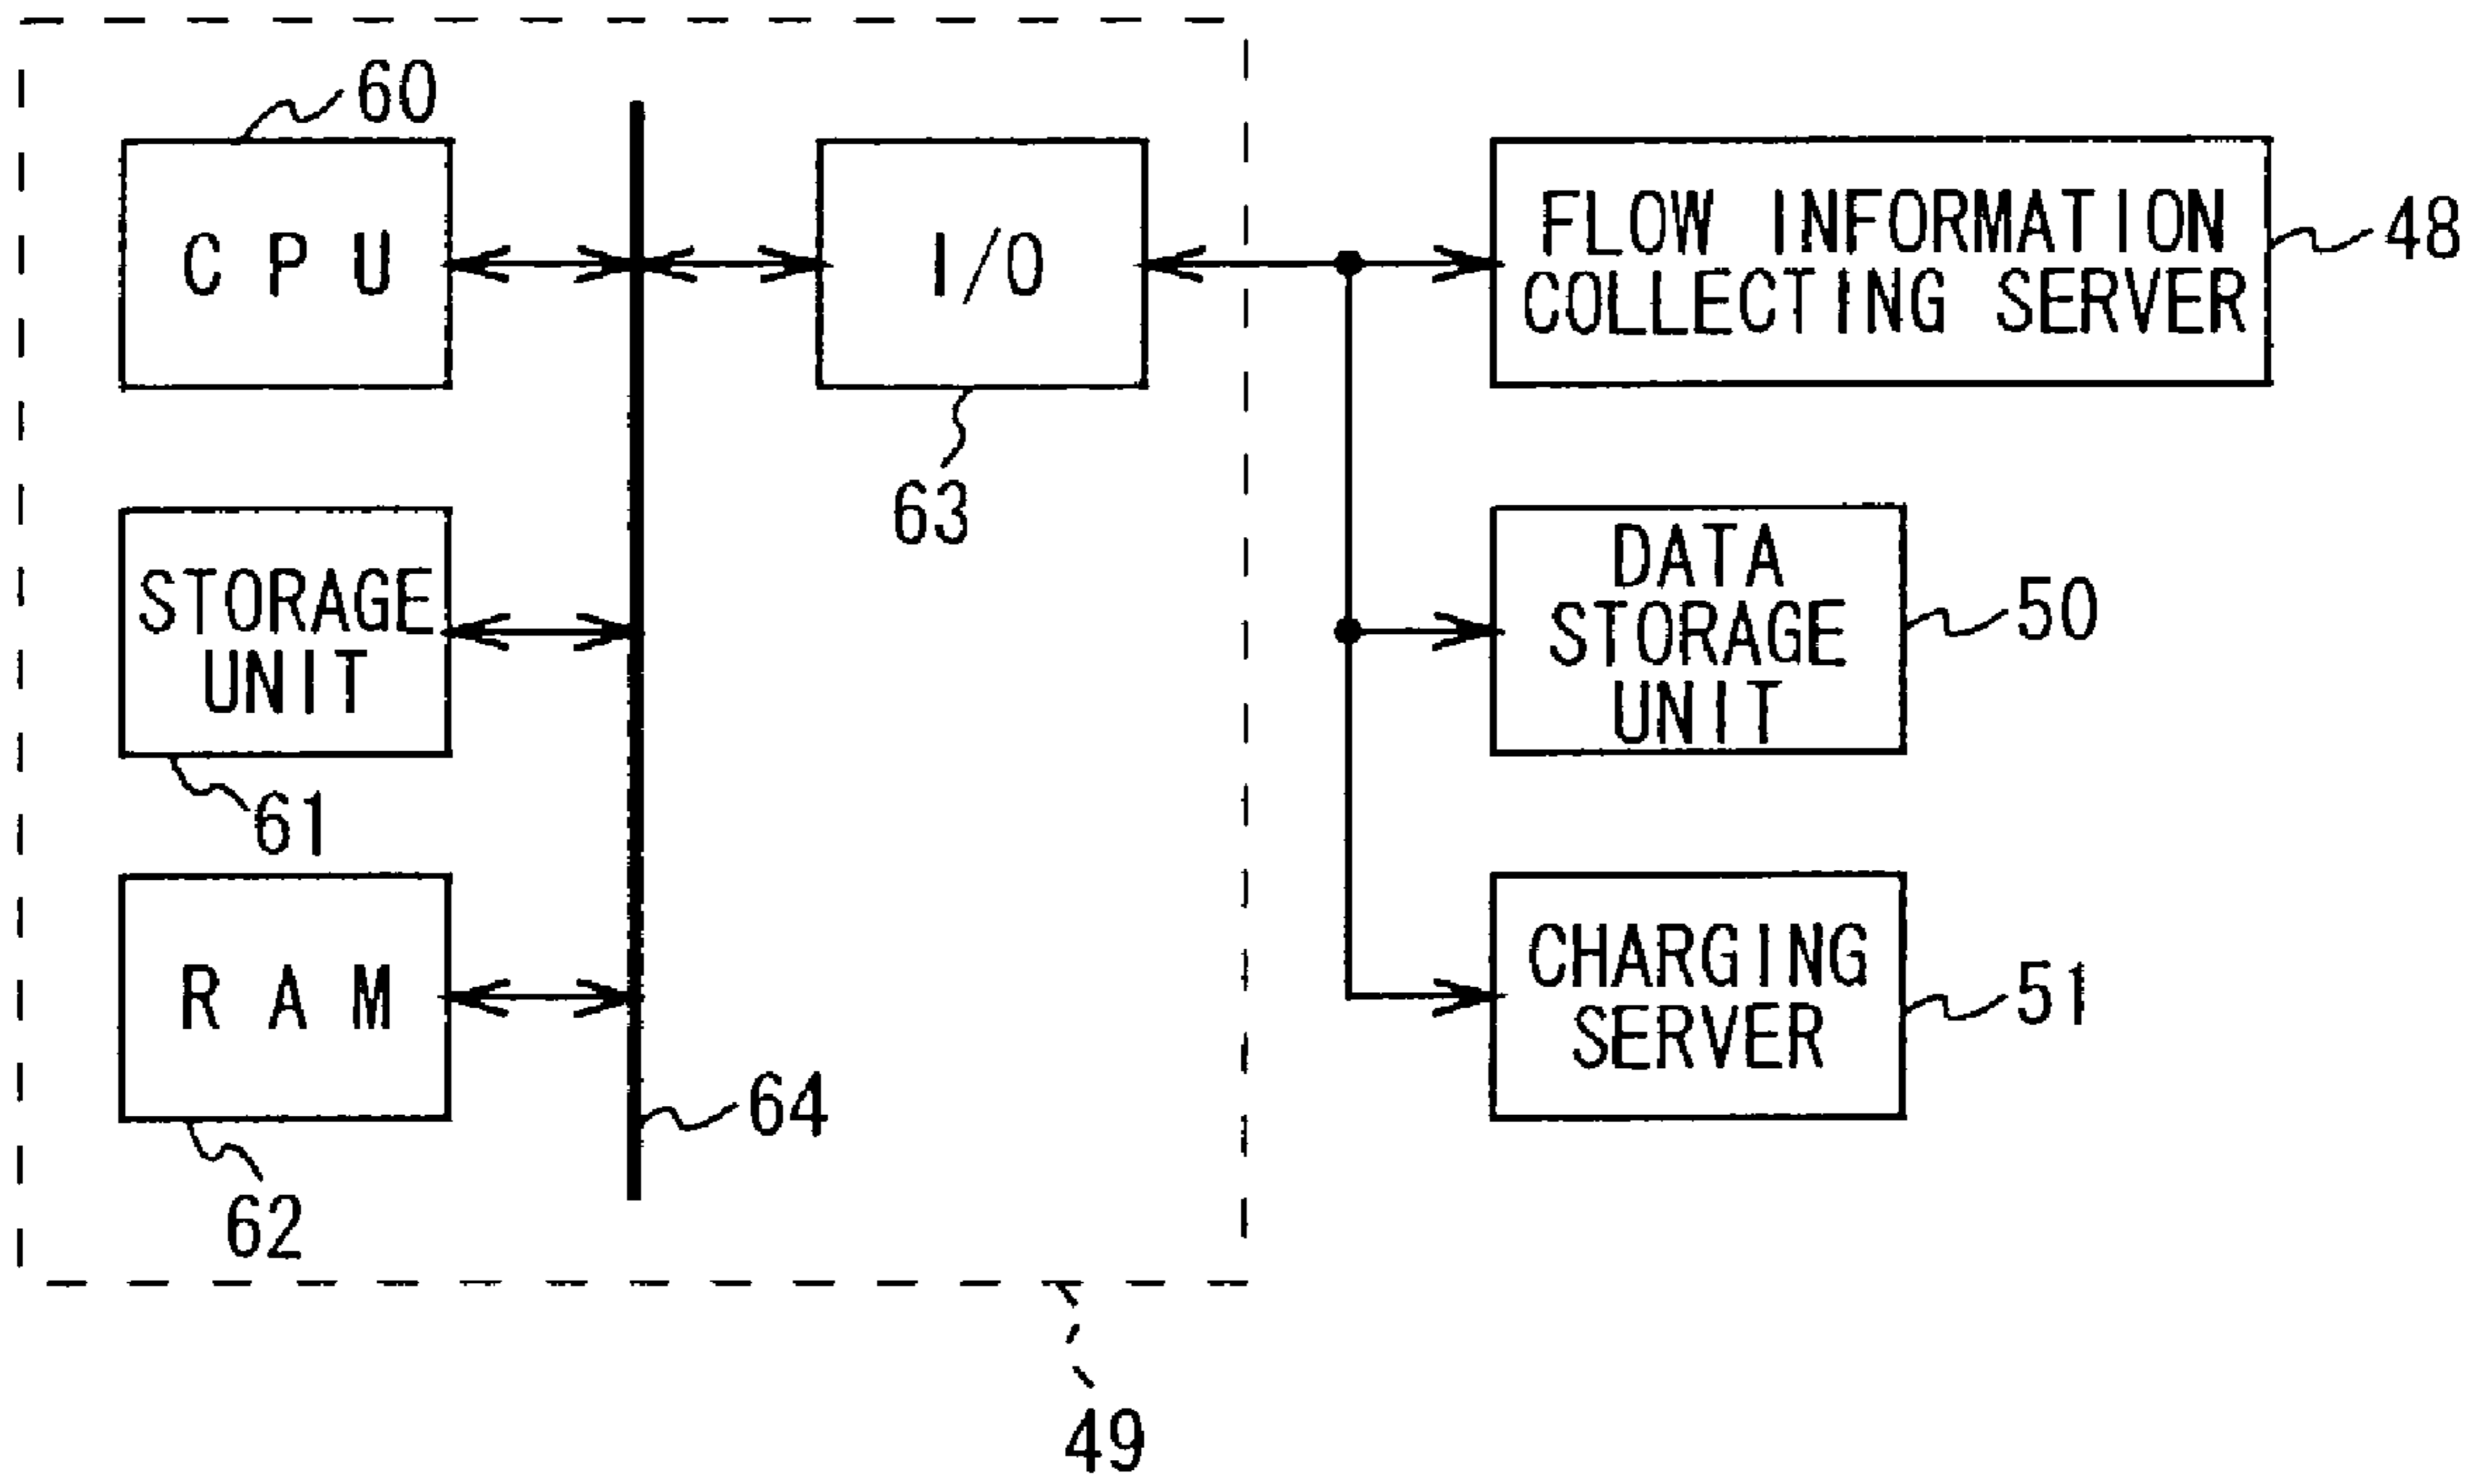 60
C P U
I/O
FLOW INFORMATION
COLLECTING SERVER
48
63
STORAGE
UNIT
61
DATA
STORAGE
UNIT
50
R A M
62
64
CHARGING
SERVER
51
49